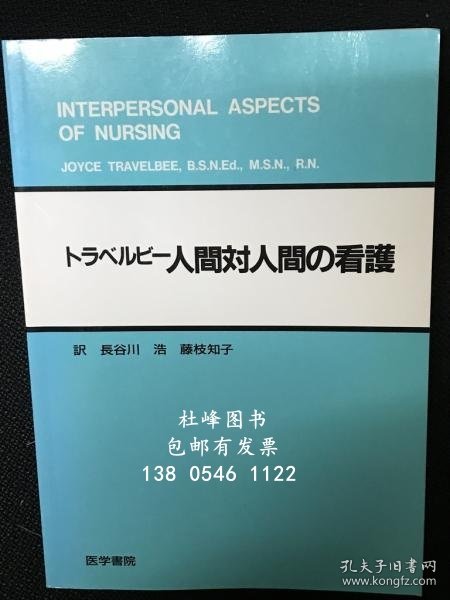 INTERPERSONAL ASPECTS
OF NURSING
JOYCE TRAVELBEE, B.S.N.Ed., M.S.N., R.N.
トラベルビー人間対人間の看護
訳 長谷川 浩 藤枝知子
杜峰图书
包邮有发票
138 0546 1122
医学書院
孔夫子旧书网
www.kongfz.com